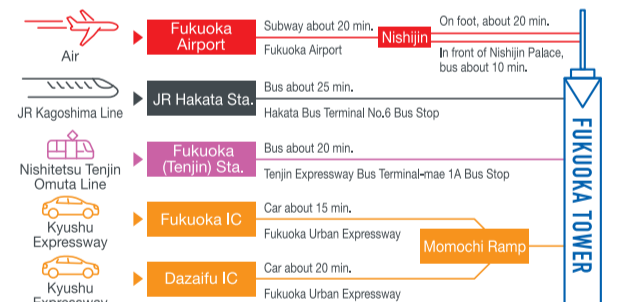 Air
Fukuoka
Airport
Subway about 20 min.
Fukuoka Airport
Nishijin
On foot, about 20 min.
In front of Nishijin Palace,
bus about 10 min.
JR Kagoshima Line
JR Hakata Sta.
Bus about 25 min.
Hakata Bus Terminal No.6 Bus Stop
Nishitetsu Tenjin
Omuta Line
Fukuoka
(Tenjin) Sta.
Bus about 20 min.
Tenjin Expressway Bus Terminal-mae 1A Bus Stop
Kyushu
Expressway
Fukuoka IC
Car about 15 min.
Fukuoka Urban Expressway
Momochi Ramp
Kyushu
Expressway
Dazaifu IC
Car about 20 min.
Fukuoka Urban Expressway
FUKUOKA TOWER